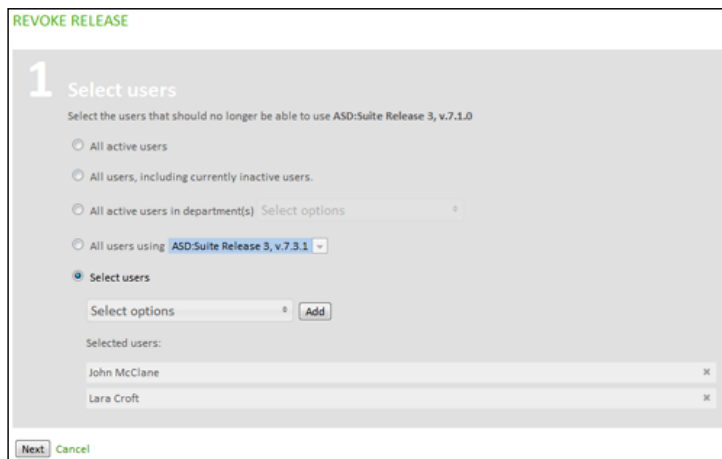 REVOKE RELEASE
1 Select users
Select the users that should no longer be able to use ASD:Suite Release 3, v.7.1.0
All active users
All users, including currently inactive users.
All active users in department(s) Select options
All users using ASD:Suite Release 3, v.7.3.1
Select users
Select options Add
Selected users:
John McClane
Lara Croft
Next Cancel